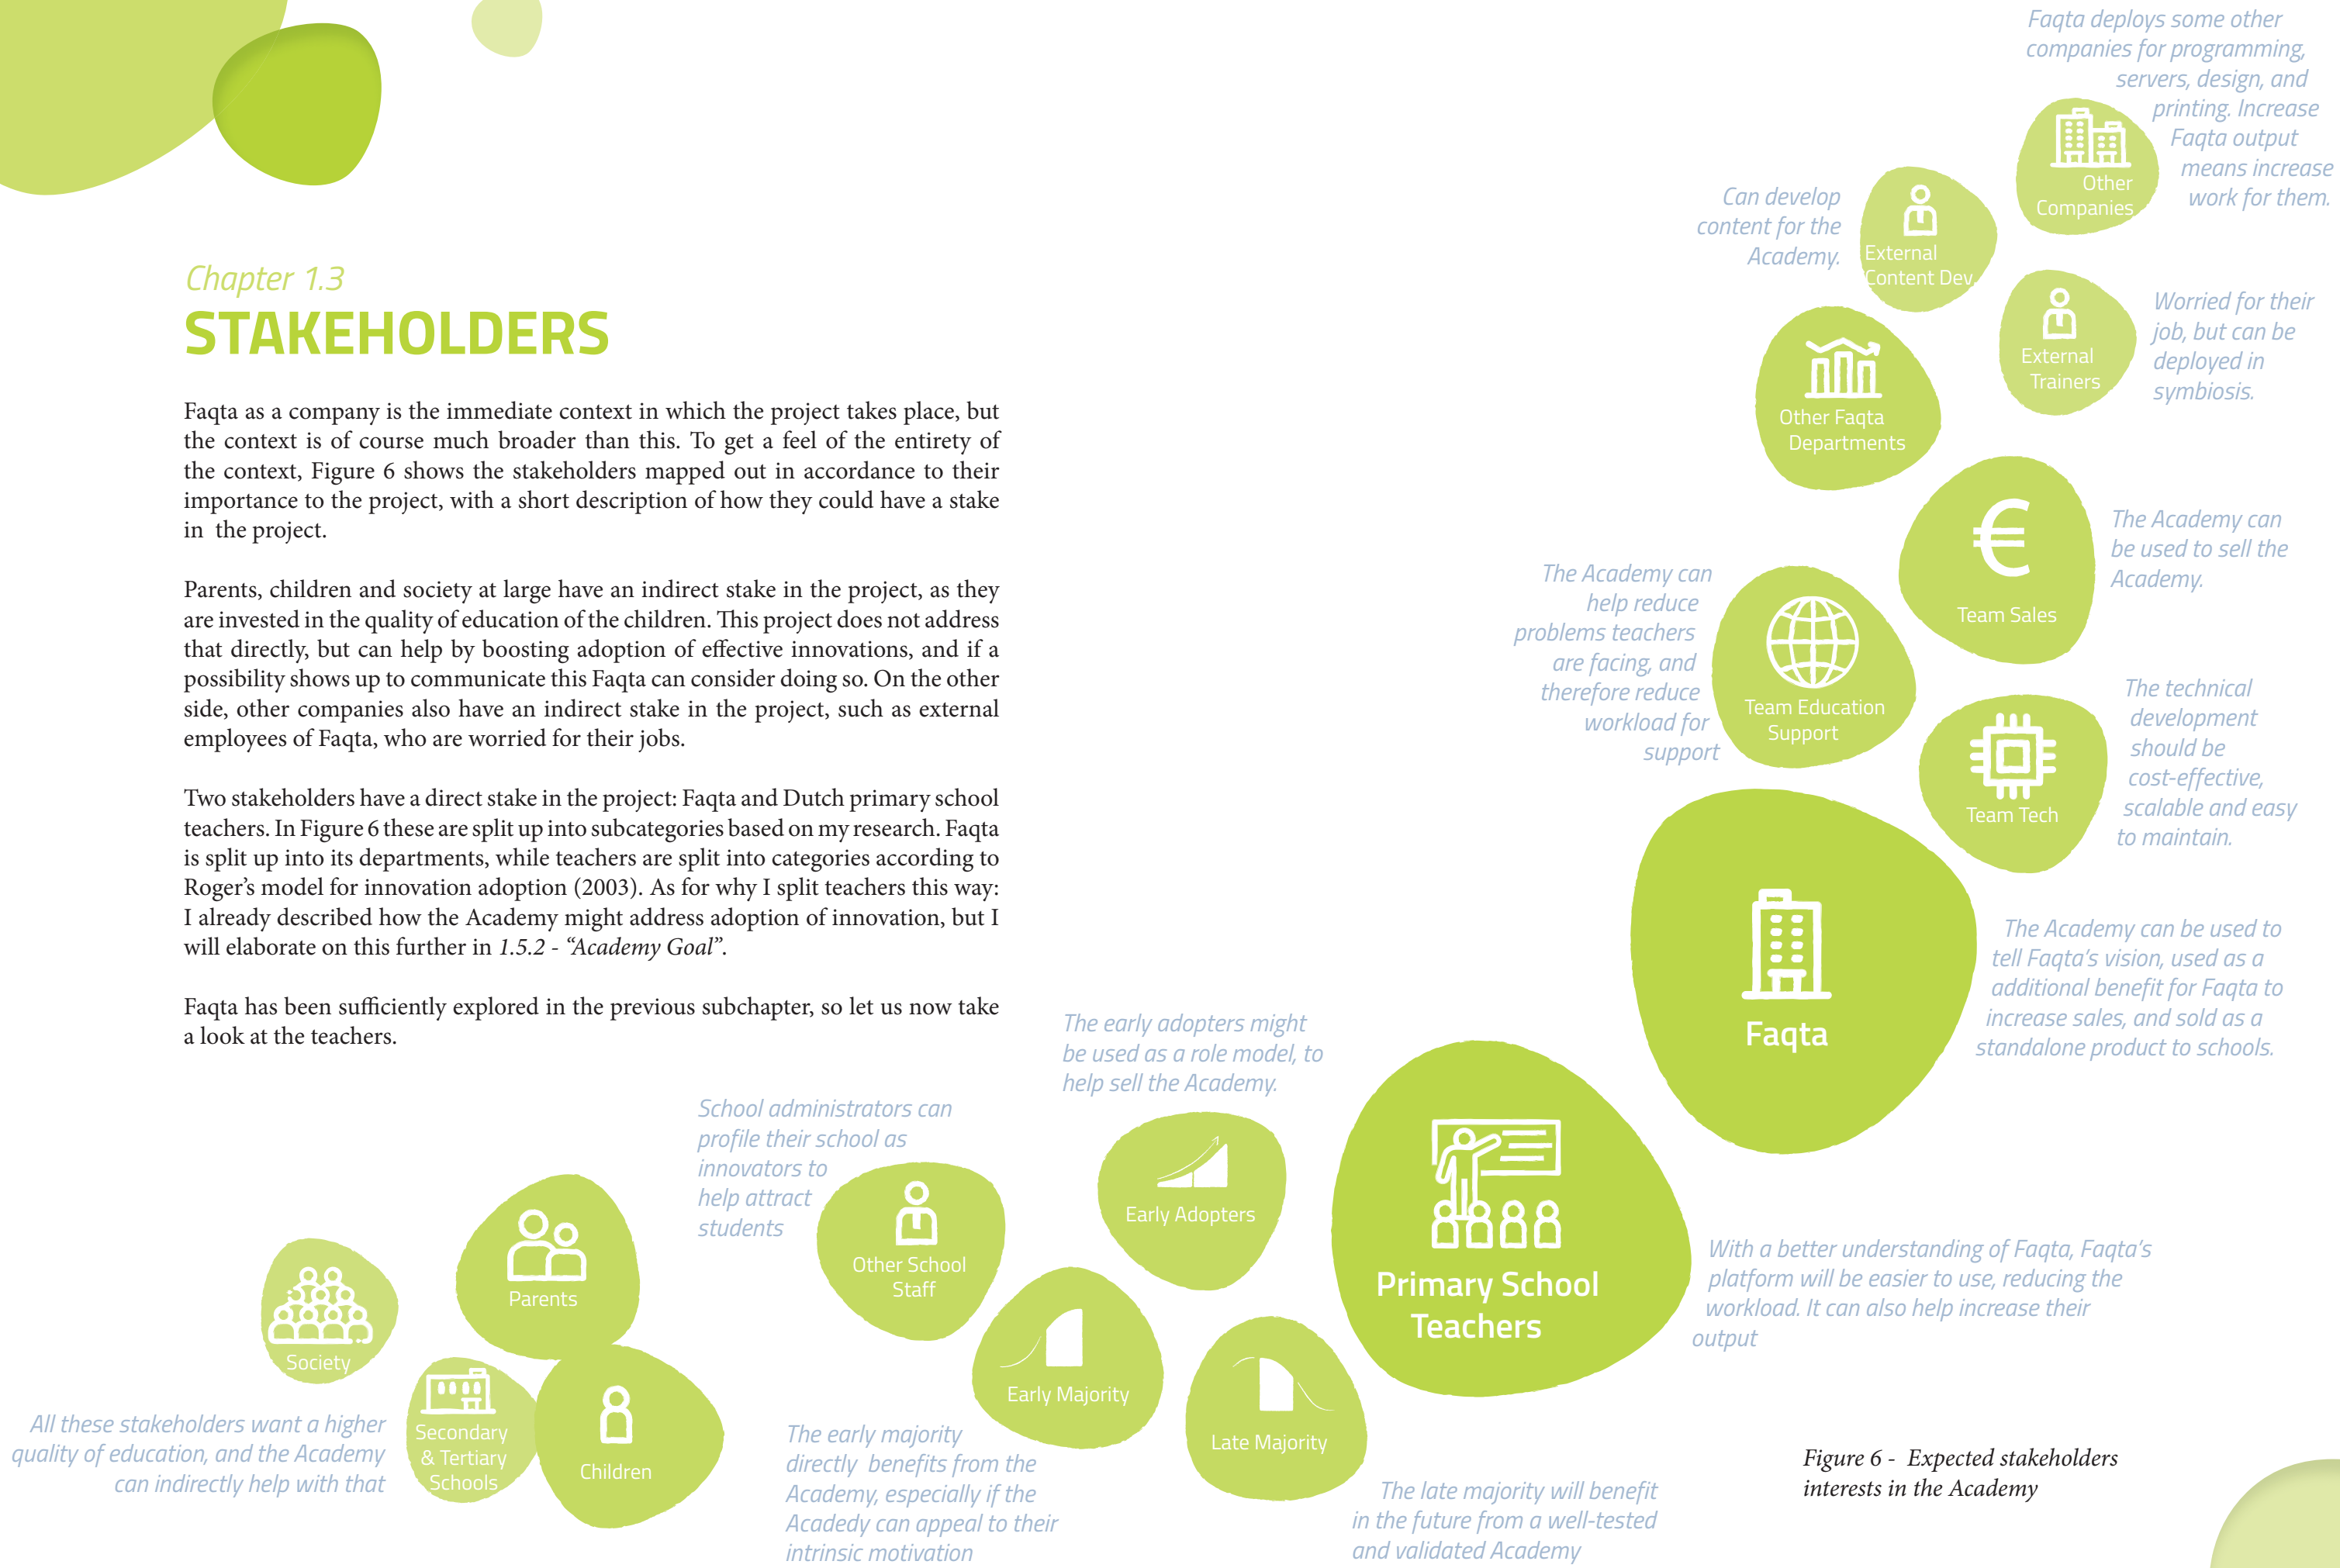 Chapter 1.3
STAKEHOLDERS
Faqta as a company is the immediate context in which the project takes place, but
the context is of course much broader than this. To get a feel of the entirety of
the context, Figure 6 shows the stakeholders mapped out in accordance to their
importance to the project, with a short description of how they could have a stake
in the project.
Parents, children and society at large have an indirect stake in the project, as they
are invested in the quality of education of the children. This project does not address
that directly, but can help by boosting adoption of effective innovations, and if a
possibility shows up to communicate this Faqta can consider doing so. On the other
side, other companies also have an indirect stake in the project, such as external
employees of Faqta, who are worried for their jobs.
Two stakeholders have a direct stake in the project: Faqta and Dutch primary school
teachers. In Figure 6 these are split up into subcategories based on my research. Faqta
is split up into its departments, while teachers are split into categories according to
Roger's model for innovation adoption (2003). As for why I split teachers this way:
I already described how the Academy might address adoption of innovation, but I
will elaborate on this further in 1.5.2 - “Academy Goal”.
Faqta has been sufficiently explored in the previous subchapter, so let us now take
a look at the teachers.
Faqta deploys some other
companies for programming,
servers, design, and
printing. Increase
Faqta output
means increase
work for them.
Other
Companies
Can develop
content for the
Academy.
External
Content Dev.
Worried for their
job, but can be
deployed in
symbiosis.
External
Trainers
Other Faqta
Departments
€
Team Sales
The Academy can
be used to sell the
Academy.
The Academy can
help reduce
problems teachers
are facing, and
therefore reduce
workload for
support
Team Education
Support
The technical
development
should be
cost-effective,
scalable and easy
to maintain.
Team Tech
Faqta
The Academy can be used to
tell Faqta's vision, used as a
additional benefit for Faqta to
increase sales, and sold as a
standalone product to schools.
The early adopters might
be used as a role model, to
help sell the Academy.
Early Adopters
Primary School
Teachers
With a better understanding of Faqta, Faqta's
platform will be easier to use, reducing the
workload. It can also help increase their
output
School administrators can
profile their school as
innovators to
help attract
students
Other School
Staff
Early Majority
The early majority
directly benefits from the
Academy, especially if the
Acadedy can appeal to their
intrinsic motivation
Late Majority
The late majority will benefit
in the future from a well-tested
and validated Academy
Parents
Society
Secondary
& Tertiary
Schools
Children
All these stakeholders want a higher
quality of education, and the Academy
can indirectly help with that
Figure 6 - Expected stakeholders
interests in the Academy